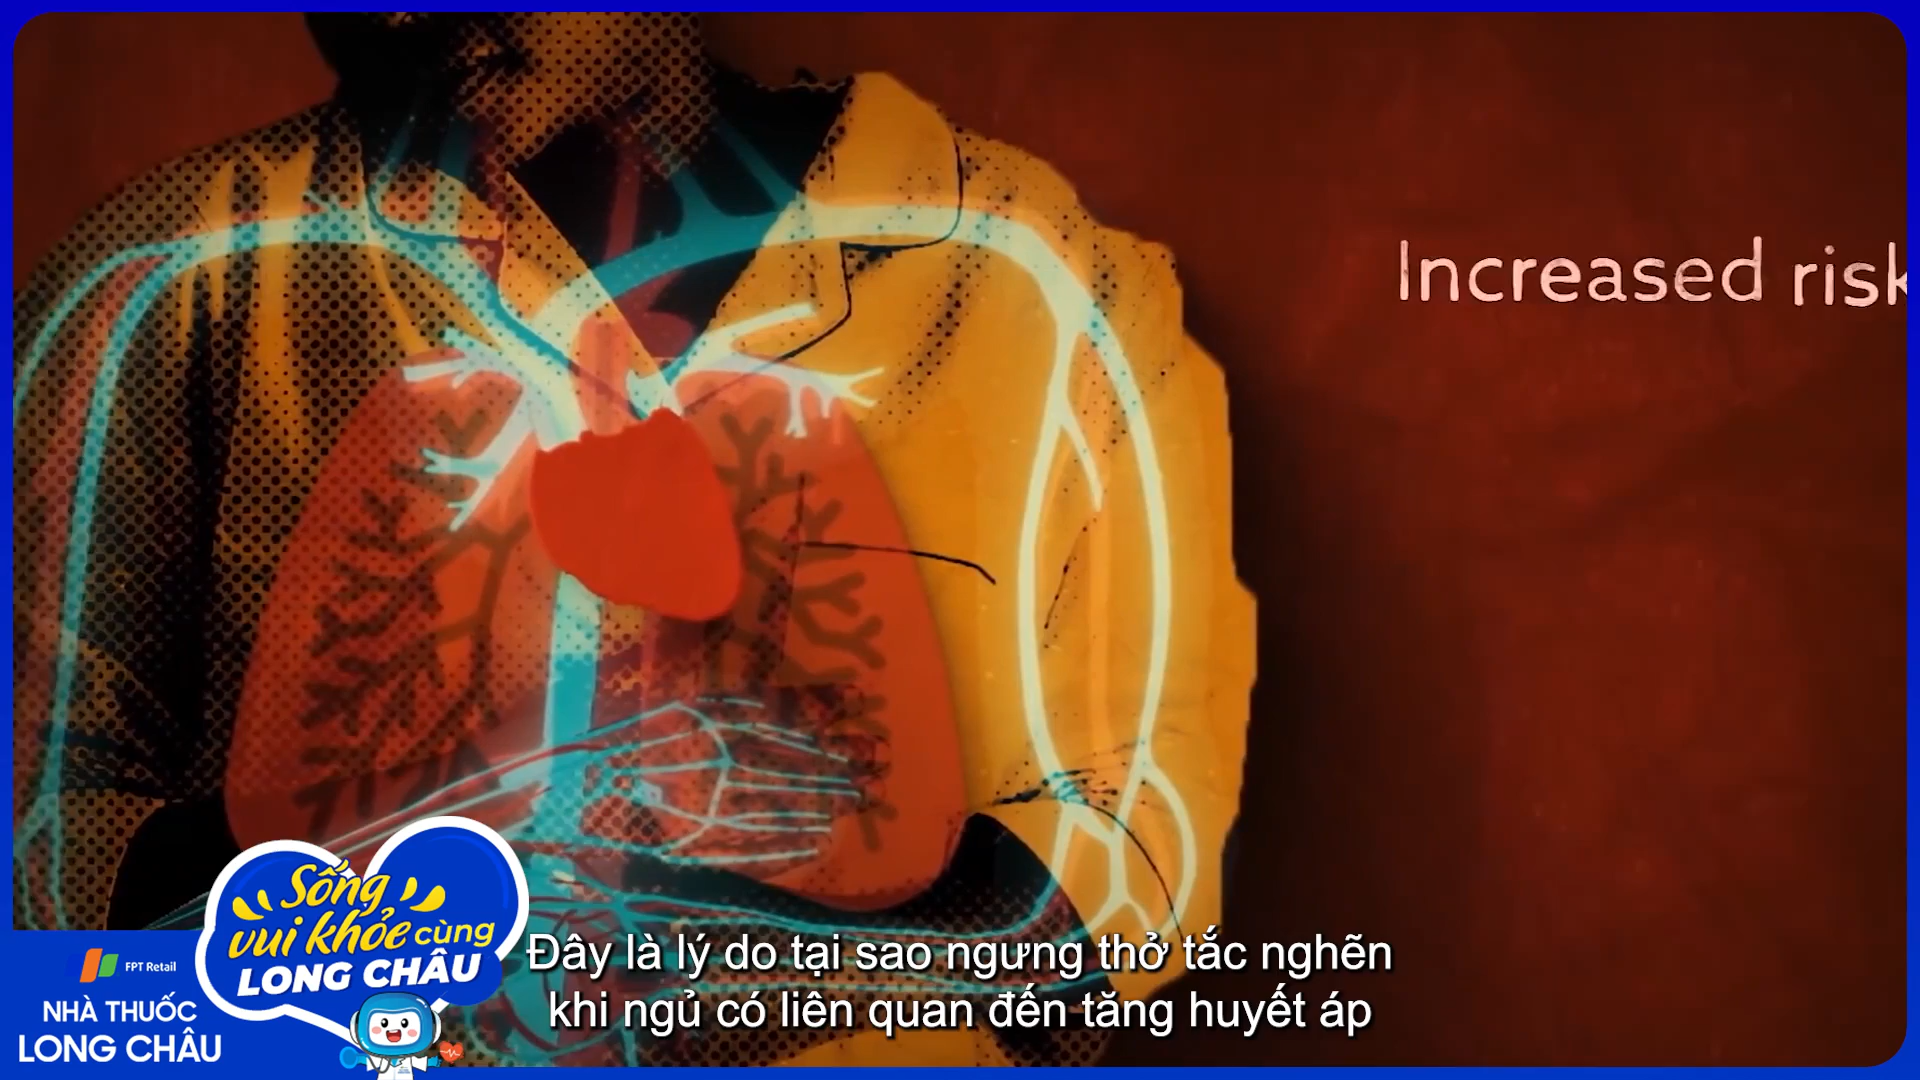 Increased risk
Sống
vui khỏe cùng
LONG CHÂU
FPT Retail
NHÀ THUỐC
LONG CHÂU
Đây là lý do tại sao ngưng thở tắc nghẽn
khi ngủ có liên quan đến tăng huyết áp